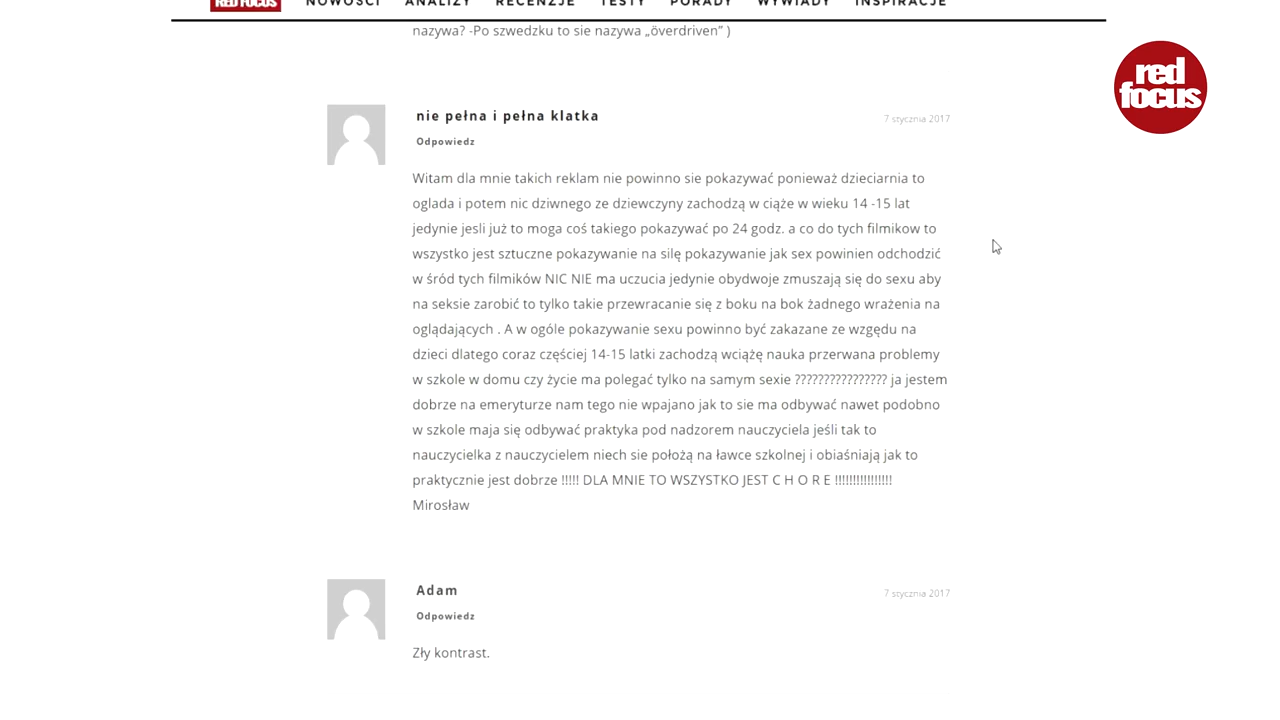 RED FOCUS NOWOŚCI ANALIZY RECENZJE TESTY PORADY WYWIADY INSPIRACJE
nazywa? -Po szwedzku to sie nazywa „överdriven” )
red
focus
nie pełna i pełna klatka
7 stycznia 2017
Odpowiedz
Witam dla mnie takich reklam nie powinno sie pokazywać ponieważ dzieciarnia to
oglada i potem nic dziwnego ze dziewczyny zachodzą w ciąże w wieku 14 -15 lat
jedynie jesli już to moga coś takiego pokazywać po 24 godz. a co do tych filmikow to
wszystko jest sztuczne pokazywanie na silę pokazywanie jak sex powinien odchodzić
w śród tych filmików NIC NIE ma uczucia jedynie obydwoje zmuszają się do sexu aby
na seksie zarobić to tylko takie przewracanie się z boku na bok żadnego wrażenia na
oglądających . A w ogóle pokazywanie sexu powinno być zakazane ze wzgędu na
dzieci dlatego coraz częściej 14-15 latki zachodzą wciążę nauka przerwana problemy
w szkole w domu czy życie ma polegać tylko na samym sexie ???????????????? ja jestem
dobrze na emeryturze nam tego nie wpajano jak to sie ma odbywać nawet podobno
w szkole maja się odbywać praktyka pod nadzorem nauczyciela jeśli tak to
nauczycielka z nauczycielem niech sie położą na ławce szkolnej i obiaśniają jak to
praktycznie jest dobrze !!!!! DLA MNIE TO WSZYSTKO JEST C H O R E !!!!!!!!!!!!!!!!
Mirosław
Adam
7 stycznia 2017
Odpowiedz
Zły kontrast.